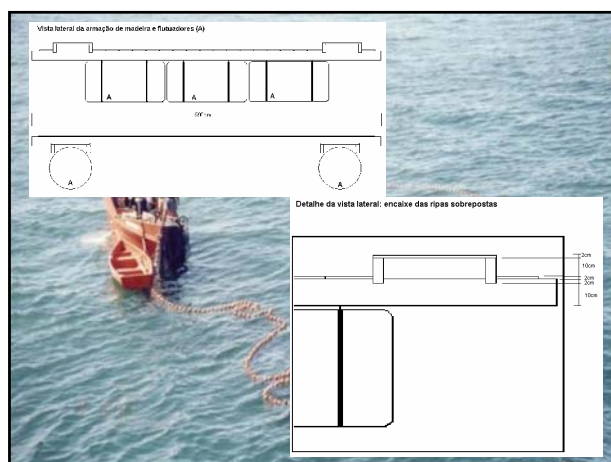 Vista lateral da armação de madeira e flutuadores (A)
A
A
A
A
A
Detalhe da vista lateral: encaixe das ripas sobrepostas
2cm
10cm
2cm
2cm
10cm